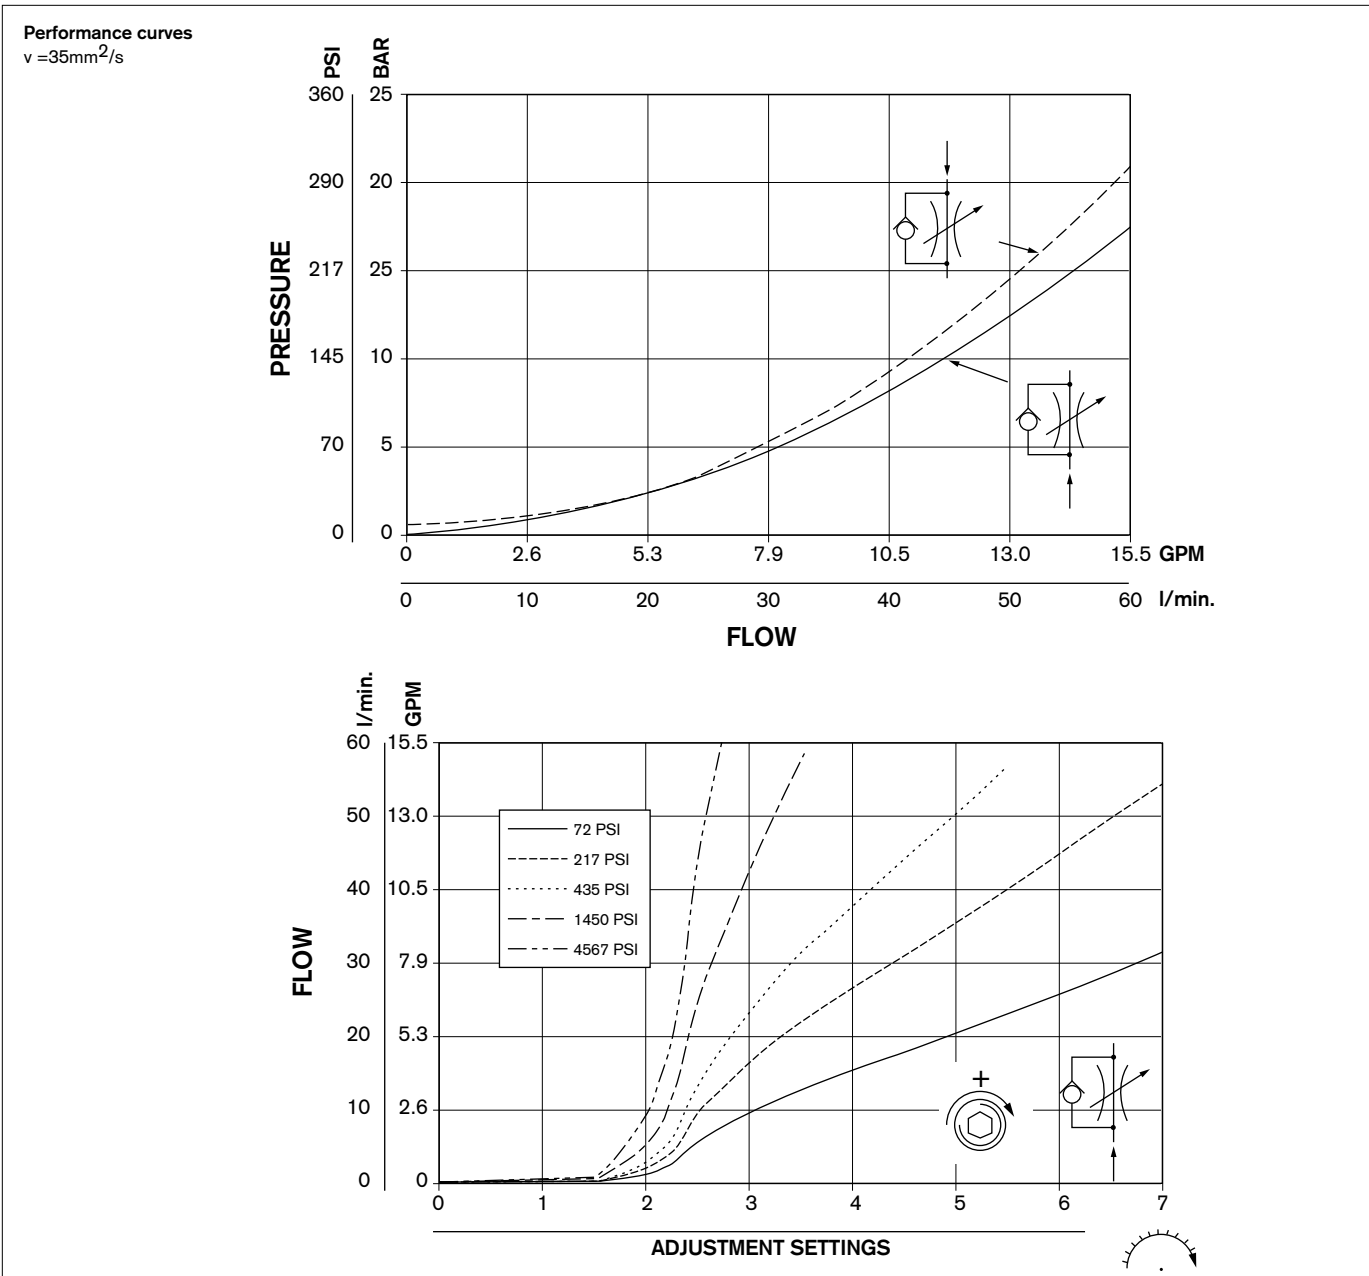 Performance curves
v =35mm2/s
PSI BAR
360 25
290 20
217 25
145 10
70 5
0 0
PRESSURE
0 2.6 5.3 7.9 10.5 13.0 15.5 GPM
0 10 20 30 40 50 60 l/min.
FLOW
l/min. GPM
60 15.5
50 13.0
40 10.5
30 7.9
20 5.3
10 2.6
0 0
FLOW
72 PSI
217 PSI
435 PSI
1450 PSI
4567 PSI
+
0 1 2 3 4 5 6 7
ADJUSTMENT SETTINGS